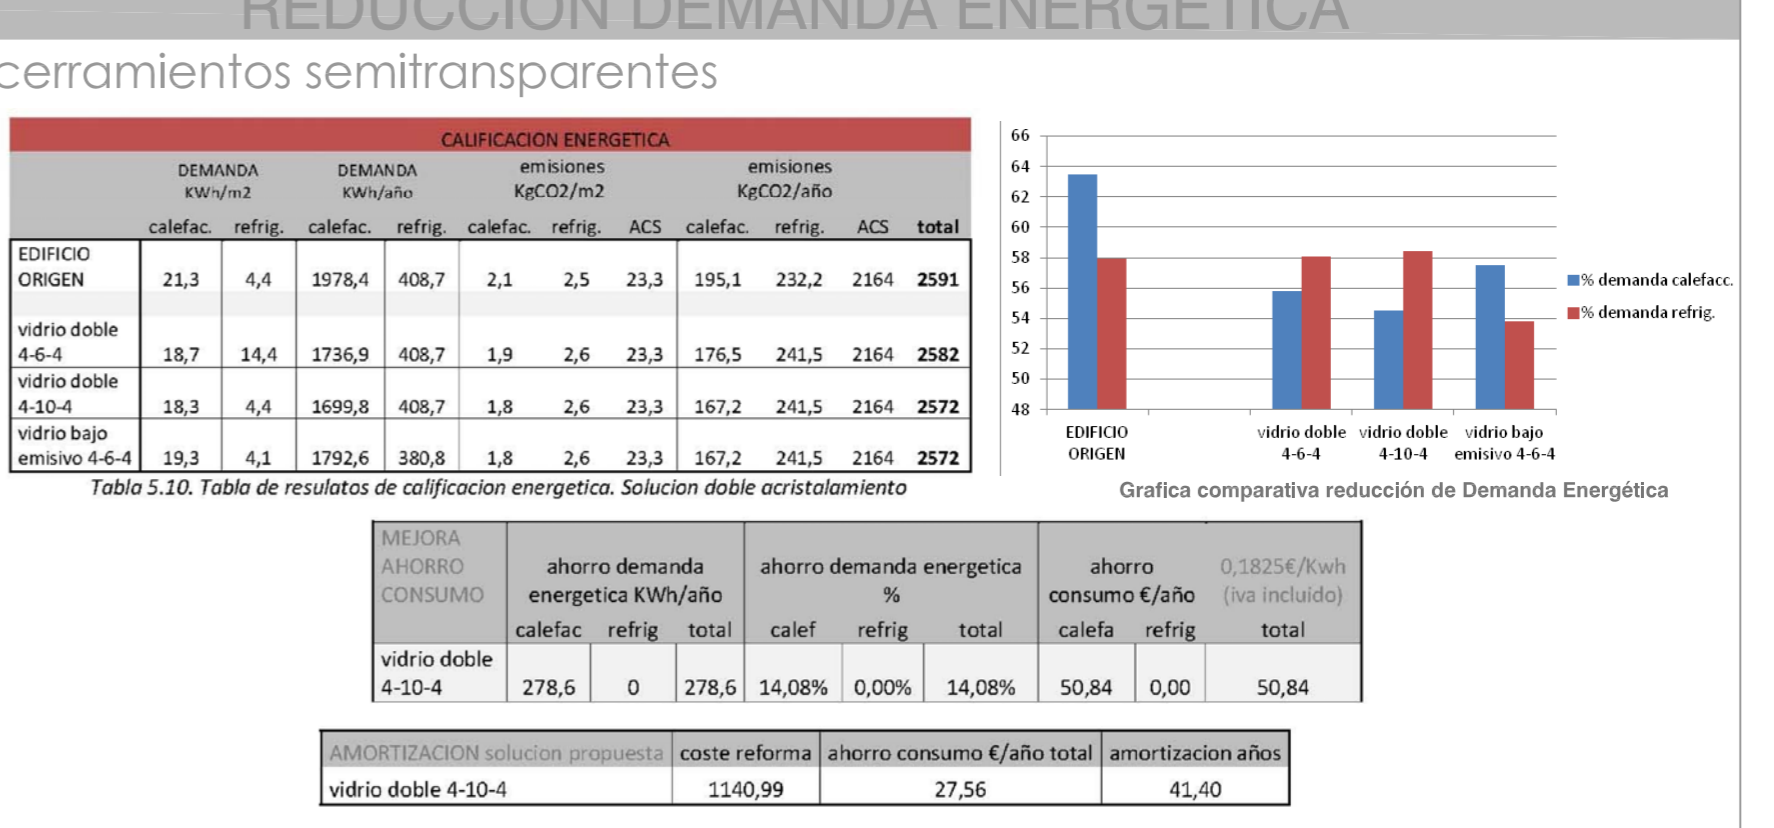 REDUCCION DEMANDA ENERGETICA
cerramientos semitransparentes
CALIFICACION ENERGETICA
DEMANDA KWh/m2 DEMANDA KWh/año emisiones KgCO2/m2 emisiones KgCO2/año
calefac. refrig. calefac. refrig. calefac. refrig. ACS calefac. refrig. ACS total
EDIFICIO
ORIGEN 21,3 4,4 1978,4 408,7 2,1 2,5 23,3 195,1 232,2 2164 2591
vidrio doble
4-6-4 18,7 14,4 1736,9 408,7 1,9 2,6 23,3 176,5 241,5 2164 2582
vidrio doble
4-10-4 18,3 4,4 1699,8 408,7 1,8 2,6 23,3 167,2 241,5 2164 2572
vidrio bajo
emisivo 4-6-4 19,3 4,1 1792,6 380,8 1,8 2,6 23,3 167,2 241,5 2164 2572
Tabla 5.10. Tabla de resulatos de calificacion energetica. Solucion doble acristalamiento
66
64
62
60
58
56
54
52
50
48
EDIFICIO
ORIGEN
vidrio doble
4-6-4
vidrio doble
4-10-4
vidrio bajo
emisivo 4-6-4
% demanda calefacc.
% demanda refrig.
Grafica comparativa reducción de Demanda Energética
MEJORA
AHORRO
CONSUMO
ahorro demanda
energetica KWh/año
ahorro demanda energetica
%
ahorro
consumo €/año
0,1825€/Kwh
(iva incluido)
calefac refrig total calef refrig total calefa refrig total
vidrio doble
4-10-4 278,6 0 278,6 14,08% 0,00% 14,08% 50,84 0,00 50,84
AMORTIZACION solucion propuesta coste reforma ahorro consumo €/año total amortizacion años
vidrio doble 4-10-4 1140,99 27,56 41,40